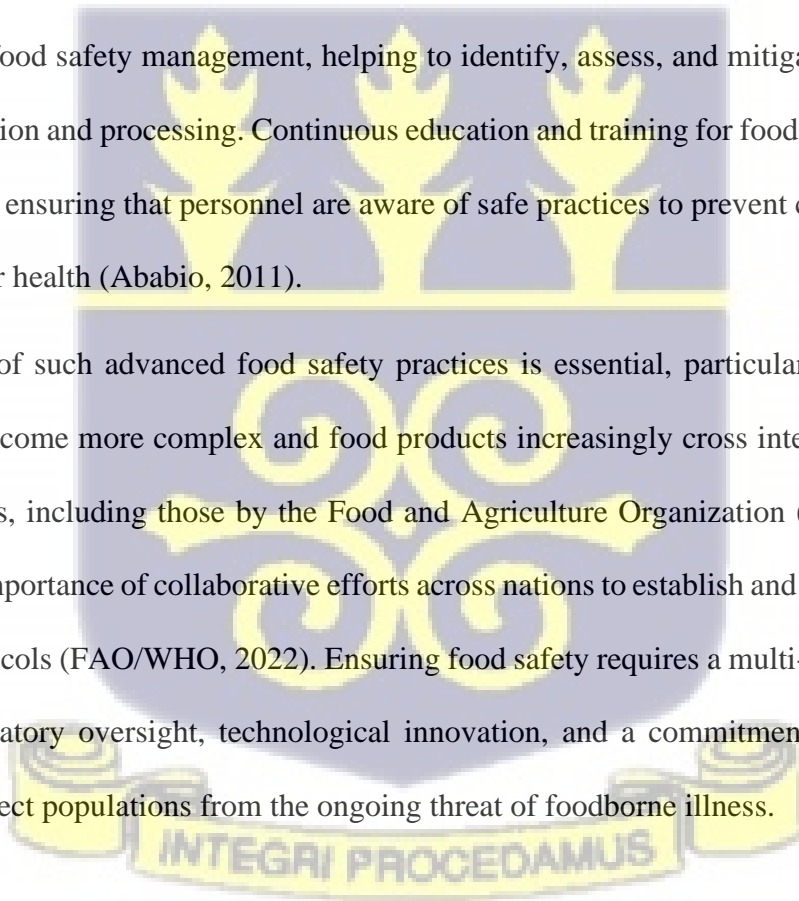 food safety management, helping to identify, assess, and mitiga
ion and processing. Continuous education and training for food
ensuring that personnel are aware of safe practices to prevent c
r health (Ababio, 2011).
of such advanced food safety practices is essential, particular
come more complex and food products increasingly cross inte
s, including those by the Food and Agriculture Organization (
mportance of collaborative efforts across nations to establish and
cols (FAO/WHO, 2022). Ensuring food safety requires a multi-
atory oversight, technological innovation, and a commitmen
ect populations from the ongoing threat of foodborne illness.
INTEGRI PROCEDAMUS